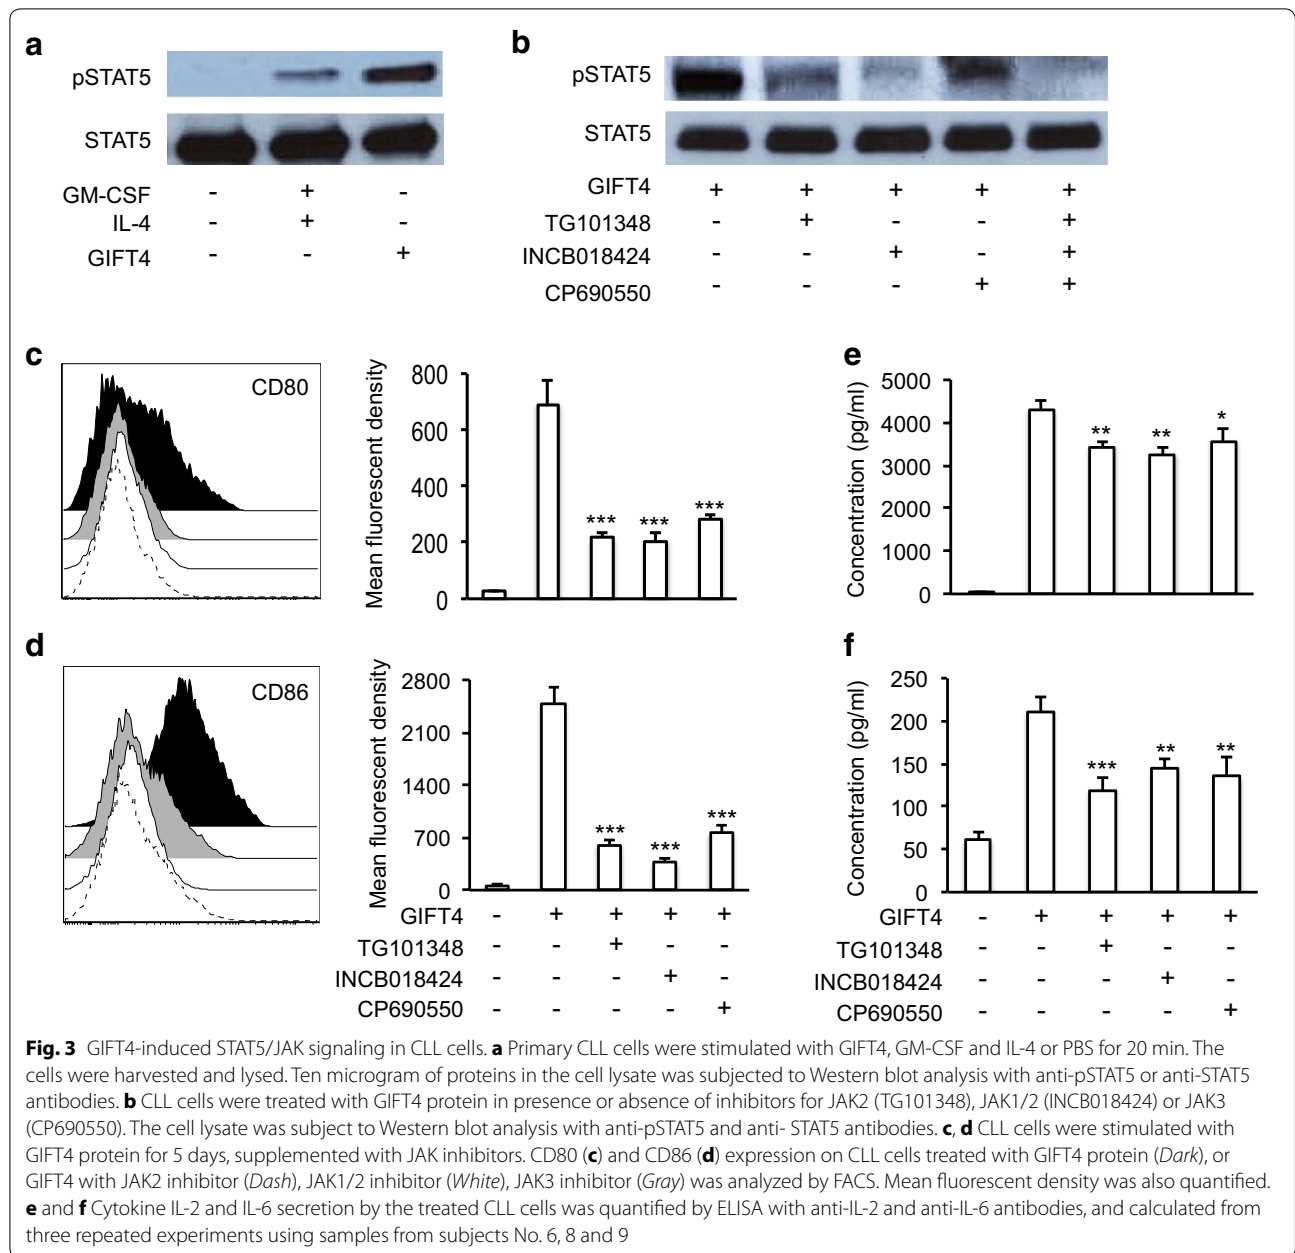 a
pSTAT5
STAT5
GM-CSF - + -
IL-4 - + -
GIFT4 - - +
b
pSTAT5
STAT5
GIFT4 + + + + +
TG101348 - + - - +
INCB018424 - - + - +
CP690550 - - - + +
c
CD80
Mean fluorescent density
800
600
400
200
0
***
***
***
e
Concentration (pg/ml)
5000
4000
3000
2000
1000
0
**
**
*
d
CD86
Mean fluorescent density
2800
2100
1400
700
0
***
***
***
GIFT4 - + + + +
TG101348 - - + - -
INCB018424 - - - + -
CP690550 - - - - +
f
Concentration (pg/ml)
250
200
150
100
50
0
***
**
**
GIFT4 - + + + +
TG101348 - - + - -
INCB018424 - - - + -
CP690550 - - - - +
Fig. 3 GIFT4-induced STAT5/JAK signaling in CLL cells. a Primary CLL cells were stimulated with GIFT4, GM-CSF and IL-4 or PBS for 20 min. The
cells were harvested and lysed. Ten microgram of proteins in the cell lysate was subjected to Western blot analysis with anti-pSTAT5 or anti-STAT5
antibodies. b CLL cells were treated with GIFT4 protein in presence or absence of inhibitors for JAK2 (TG101348), JAK1/2 (INCB018424) or JAK3
(CP690550). The cell lysate was subject to Western blot analysis with anti-pSTAT5 and anti- STAT5 antibodies. c, d CLL cells were stimulated with
GIFT4 protein for 5 days, supplemented with JAK inhibitors. CD80 (c) and CD86 (d) expression on CLL cells treated with GIFT4 protein (Dark), or
GIFT4 with JAK2 inhibitor (Dash), JAK1/2 inhibitor (White), JAK3 inhibitor (Gray) was analyzed by FACS. Mean fluorescent density was also quantified.
e and f Cytokine IL-2 and IL-6 secretion by the treated CLL cells was quantified by ELISA with anti-IL-2 and anti-IL-6 antibodies, and calculated from
three repeated experiments using samples from subjects No. 6, 8 and 9